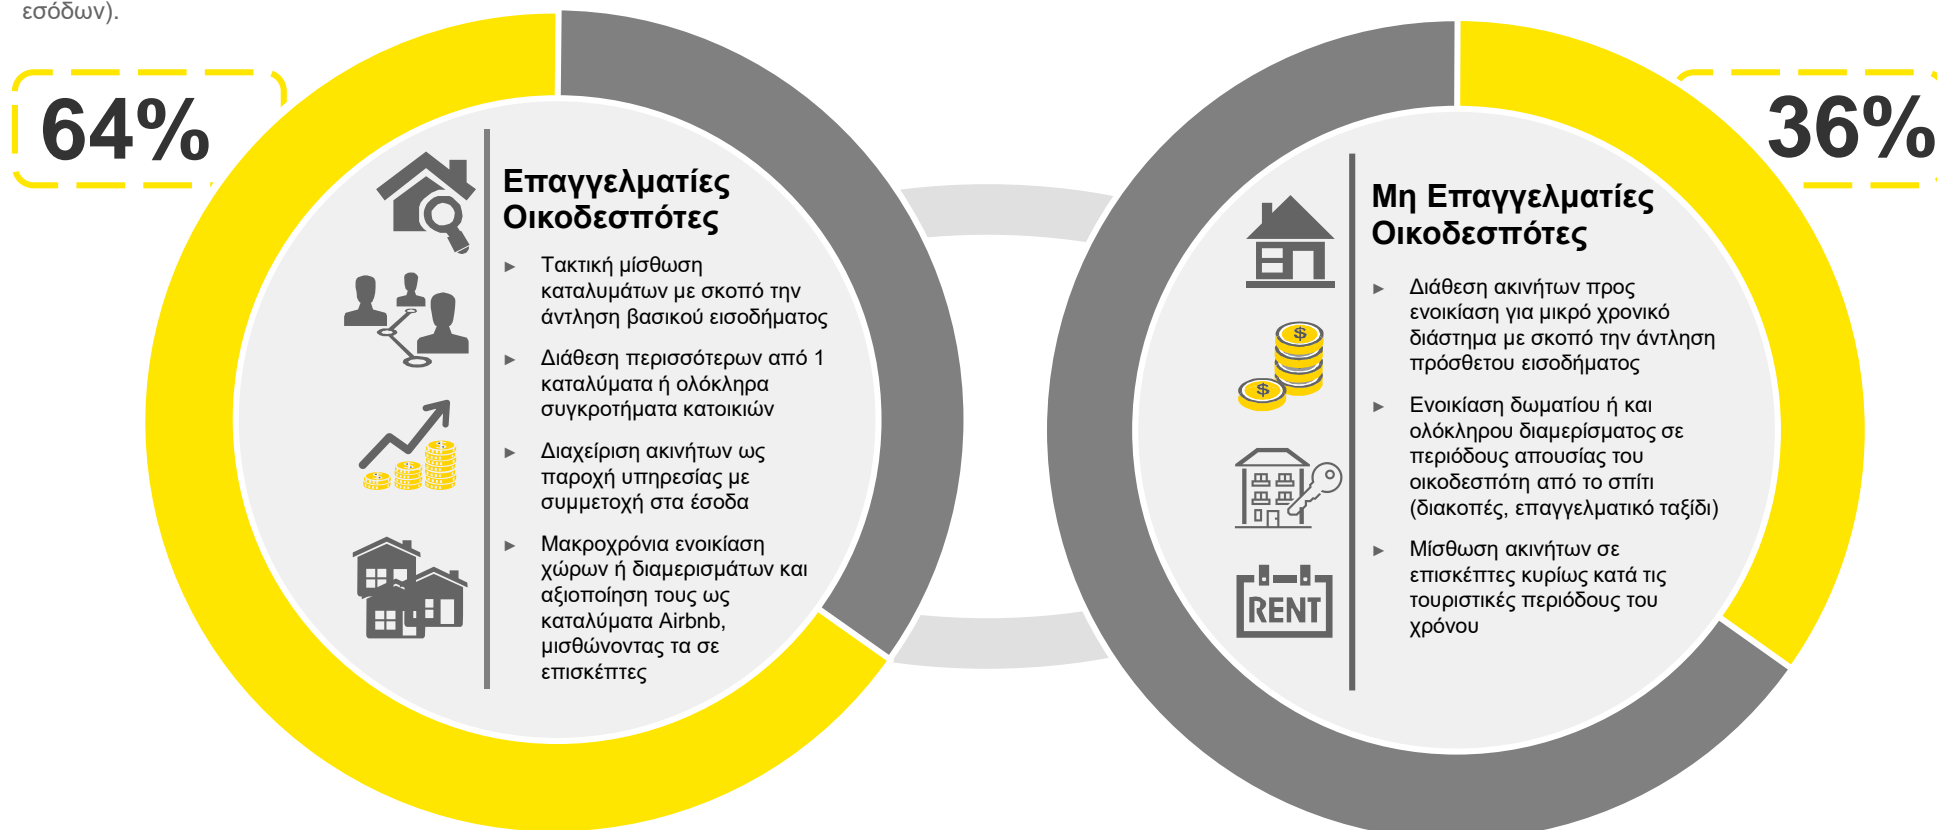 εσόδων).
64%
Επαγγελματίες
Οικοδεσπότες
► Τακτική μίσθωση
καταλυμάτων με σκοπό την
άντληση βασικού εισοδήματος
► Διάθεση περισσότερων από 1
καταλύματα ή ολόκληρα
συγκροτήματα κατοικιών
► Διαχείριση ακινήτων ως
παροχή υπηρεσίας με
συμμετοχή στα έσοδα
► Μακροχρόνια ενοικίαση
χώρων ή διαμερισμάτων και
αξιοποίηση τους ως
καταλύματα Airbnb,
μισθώνοντας τα σε
επισκέπτες
36%
Μη Επαγγελματίες
Οικοδεσπότες
► Διάθεση ακινήτων προς
ενοικίαση για μικρό χρονικό
διάστημα με σκοπό την άντληση
πρόσθετου εισοδήματος
► Ενοικίαση δωματίου ή και
ολόκληρου διαμερίσματος σε
περιόδους απουσίας του
οικοδεσπότη από το σπίτι
(διακοπές, επαγγελματικό ταξίδι)
► Μίσθωση ακινήτων σε
επισκέπτες κυρίως κατά τις
τουριστικές περιόδους του
χρόνου
$
$
RENT